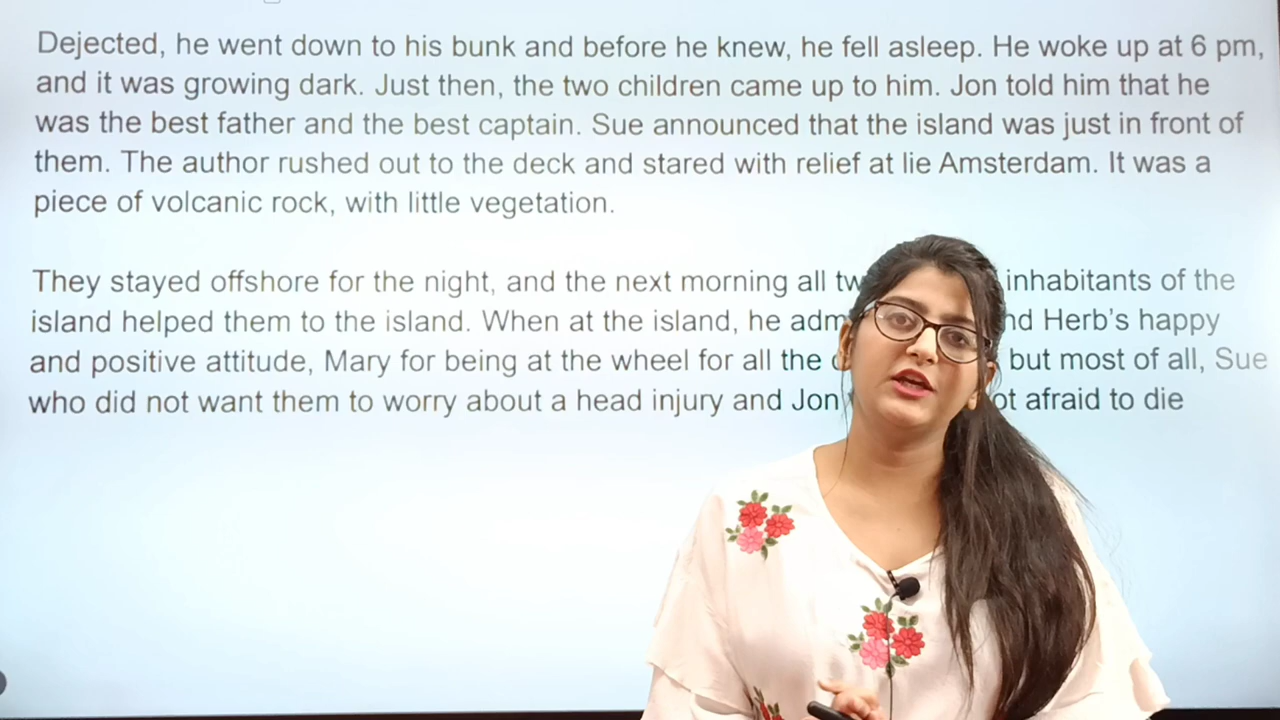 Dejected, he went down to his bunk and before he knew, he fell asleep. He woke up at 6 pm,
and it was growing dark. Just then, the two children came up to him. Jon told him that he
was the best father and the best captain. Sue announced that the island was just in front of
them. The author rushed out to the deck and stared with relief at lie Amsterdam. It was a
piece of volcanic rock, with little vegetation.
They stayed offshore for the night, and the next morning all inhabitants of the
island helped them to the island. When at the island, he Herb's happy
and positive attitude, Mary for being at the wheel for all the but most of all, Sue
who did not want them to worry about a head injury and Jon afraid to die